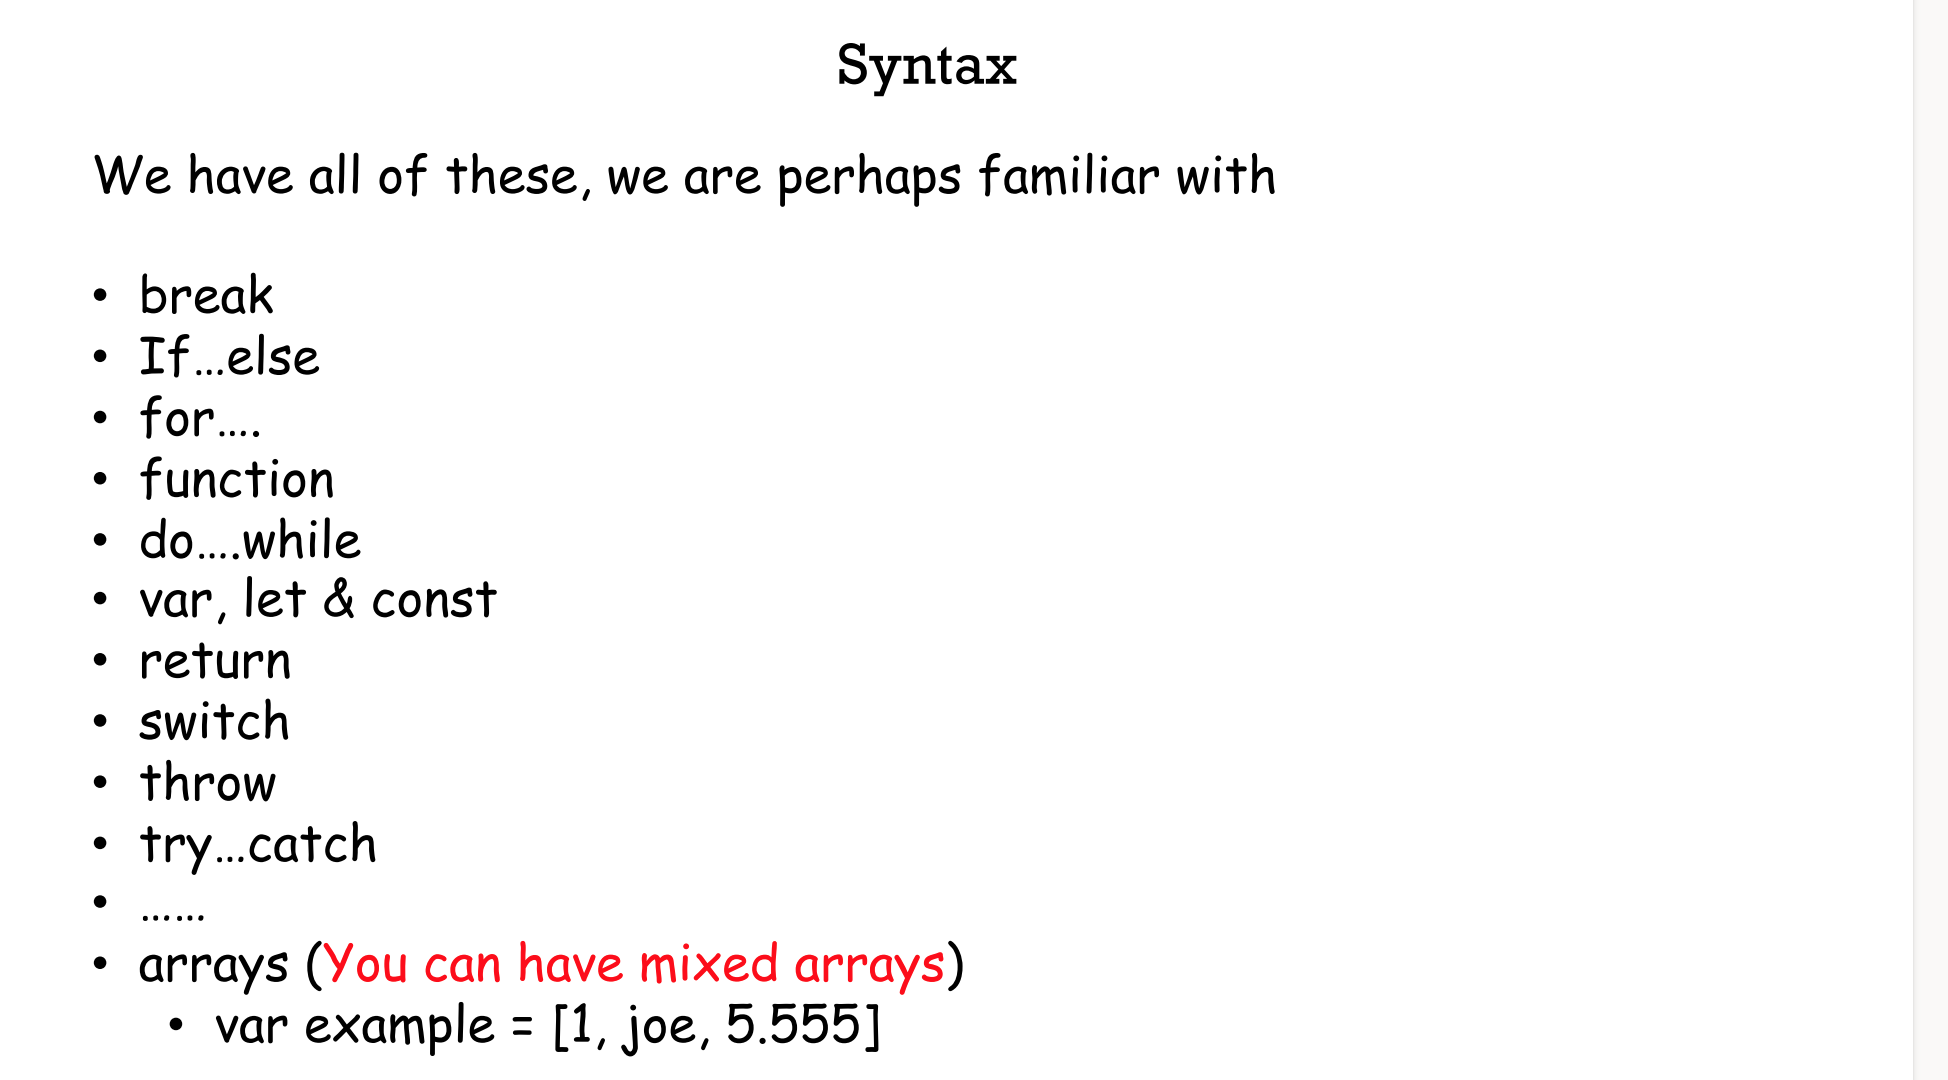 Syntax
We have all of these, we are perhaps familiar with
• break
• If...else
• for....
• function
• do....while
• var, let & const
• return
• switch
• throw
• try...catch
• ......
• arrays (You can have mixed arrays)
• var example = [1, joe, 5.555]